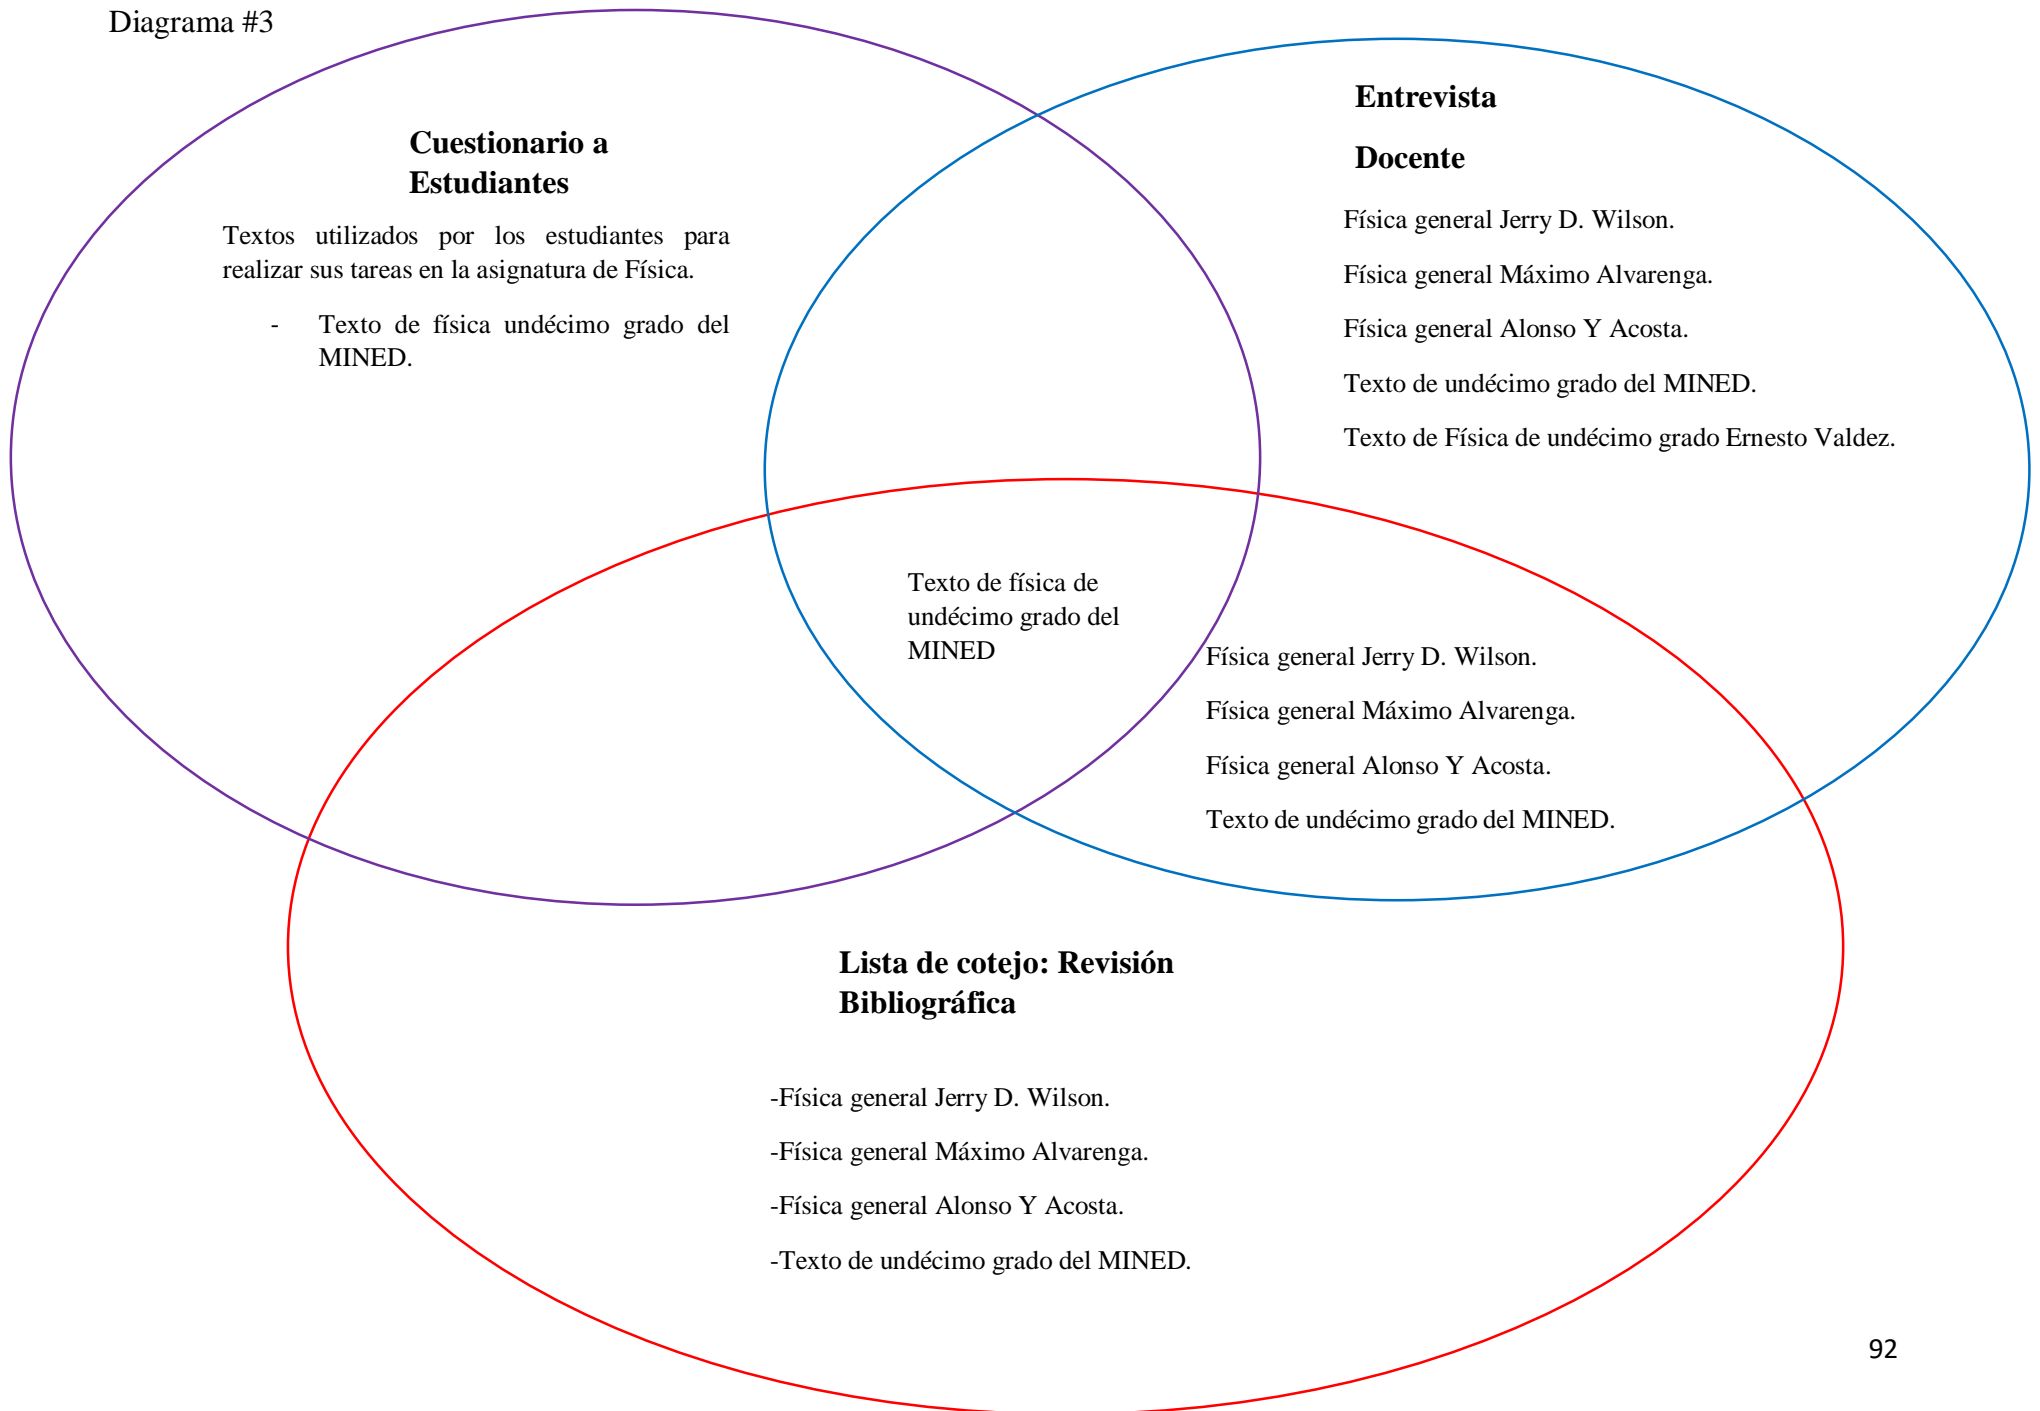 Diagrama #3
Cuestionario a
Estudiantes
Textos utilizados por los estudiantes para
realizar sus tareas en la asignatura de Física.
- Texto de física undécimo grado del
MINED.
Entrevista
Docente
Física general Jerry D. Wilson.
Física general Máximo Alvarenga.
Física general Alonso Y Acosta.
Texto de undécimo grado del MINED.
Texto de Física de undécimo grado Ernesto Valdez.
Texto de física de
undécimo grado del
MINED
Física general Jerry D. Wilson.
Física general Máximo Alvarenga.
Física general Alonso Y Acosta.
Texto de undécimo grado del MINED.
Lista de cotejo: Revisión
Bibliográfica
-Física general Jerry D. Wilson.
-Física general Máximo Alvarenga.
-Física general Alonso Y Acosta.
-Texto de undécimo grado del MINED.
92